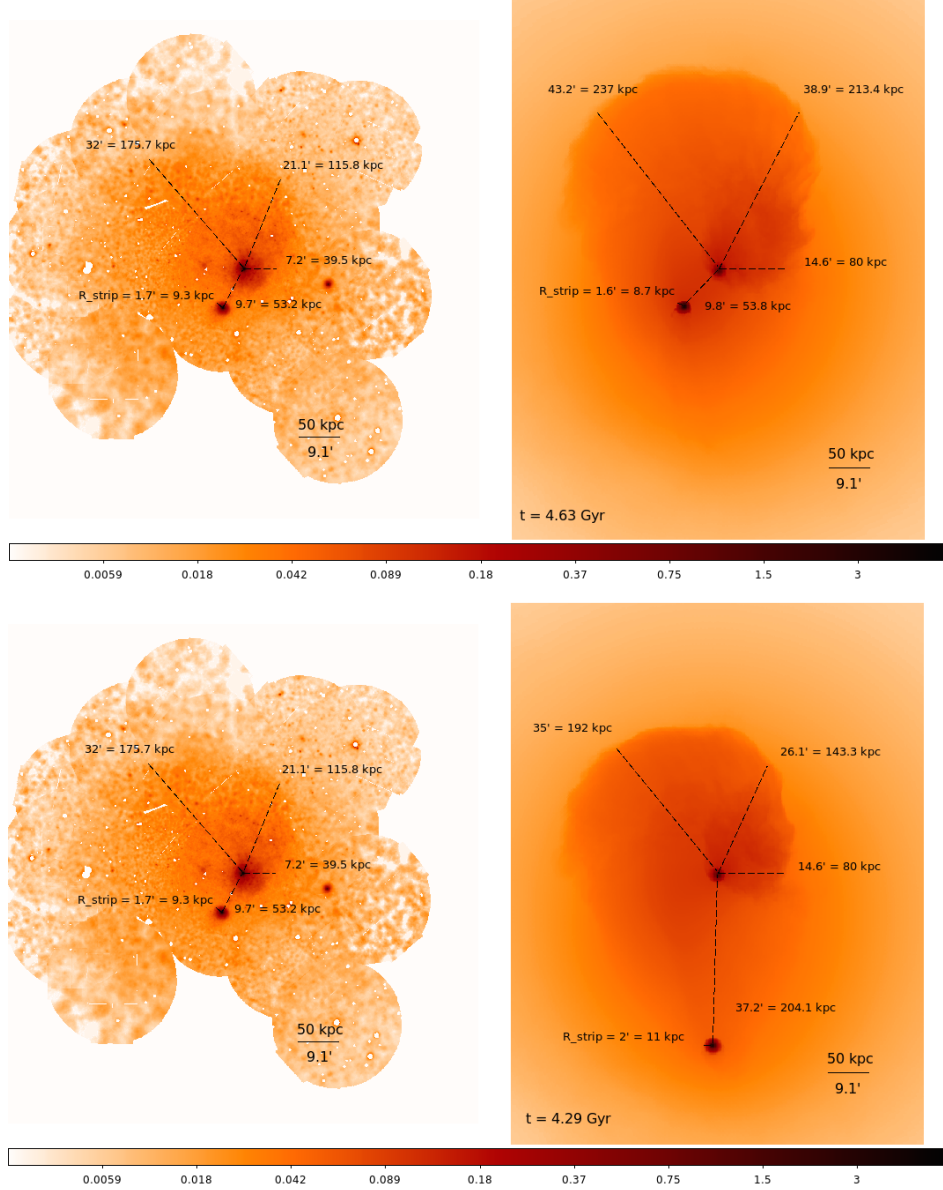 32' = 175.7 kpc
21.1' = 115.8 kpc
7.2' = 39.5 kpc
R_strip = 1.7' = 9.3 kpc
9.7' = 53.2 kpc
50 kpc
9.1'
43.2' = 237 kpc
38.9' = 213.4 kpc
14.6' = 80 kpc
R_strip = 1.6' = 8.7 kpc
9.8' = 53.8 kpc
50 kpc
9.1'
t = 4.63 Gyr
0.0059 0.018 0.042 0.089 0.18 0.37 0.75 1.5 3
32' = 175.7 kpc
21.1' = 115.8 kpc
7.2' = 39.5 kpc
R_strip = 1.7' = 9.3 kpc
9.7' = 53.2 kpc
50 kpc
9.1'
35' = 192 kpc
26.1' = 143.3 kpc
14.6' = 80 kpc
37.2' = 204.1 kpc
R_strip = 2' = 11 kpc
50 kpc
9.1'
t = 4.29 Gyr
0.0059 0.018 0.042 0.089 0.18 0.37 0.75 1.5 3